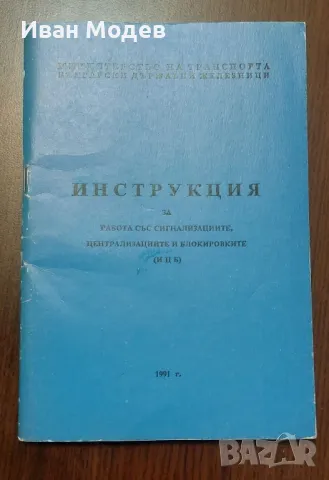 Иван Модев
МИНИСТЕРСТВО НА ТРАНСПОРТА
БЪЛГАРСКИ ДЪРЖАВНИ ЖЕЛЕЗНИЦИ
ИНСТРУКЦИЯ
ЗА
РАБОТА СЪС СИГНАЛИЗАЦИИТЕ,
ЦЕНТРАЛИЗАЦИИТЕ И БЛОКИРОВКИТЕ
(И Ц Б)
1991 г.
BAZAR